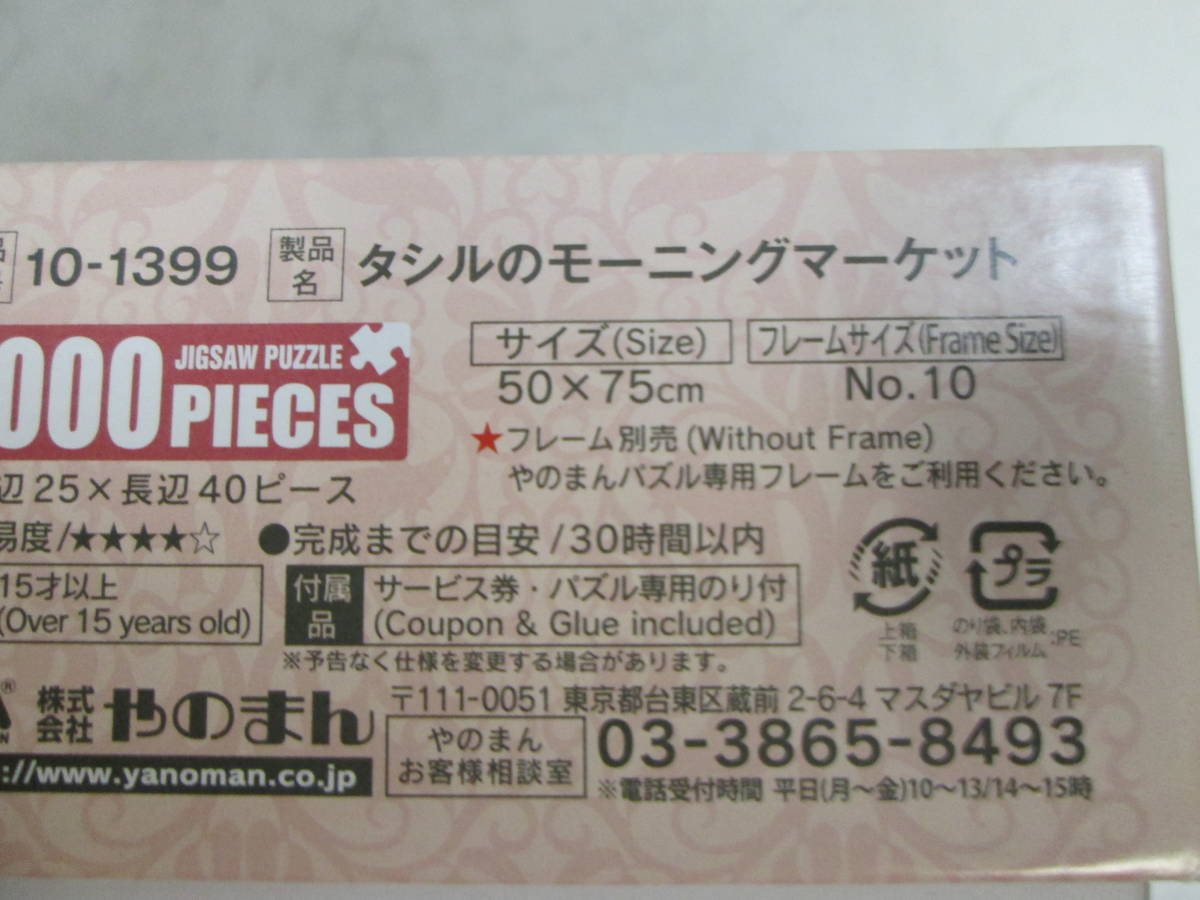 10-1399 製品名 タシルのモーニングマーケット
000 JIGSAW PUZZLE PIECES
サイズ(Size) フレームサイズ(Frame Size)
50×75cm No.10
★フレーム別売(Without Frame)
やのまんパズル専用フレームをご利用ください。
辺25×長辺40ピース
易度/★★★★☆ ●完成までの目安/30時間以内
15才以上
(Over 15 years old)
付属品 サービス券・パズル専用のり付
(Coupon & Glue included)
※予告なく仕様を変更する場合があります。
紙 プラ
上箱 のり袋、内袋
下箱 外装フィルム :PE
® 株式会社 やのまん
://www.yanoman.co.jp
〒111-0051 東京都台東区蔵前 2-6-4 マスダヤビル 7F
やのまん
お客様相談室 03-3865-8493
※電話受付時間 平日(月〜金)10〜13/14〜15時